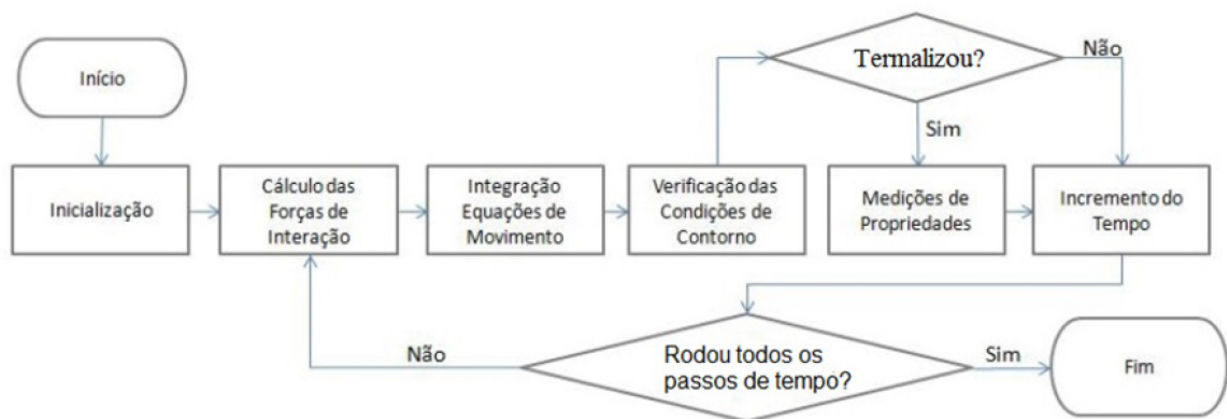 Início
Inicialização
Cálculo das
Forças de
Interação
Integração
Equações de
Movimento
Verificação das
Condições de
Contorno
Termalizou?
Não
Sim
Medições de
Propriedades
Incremento do
Tempo
Rodou todos os
passos de tempo?
Não
Sim
Fim